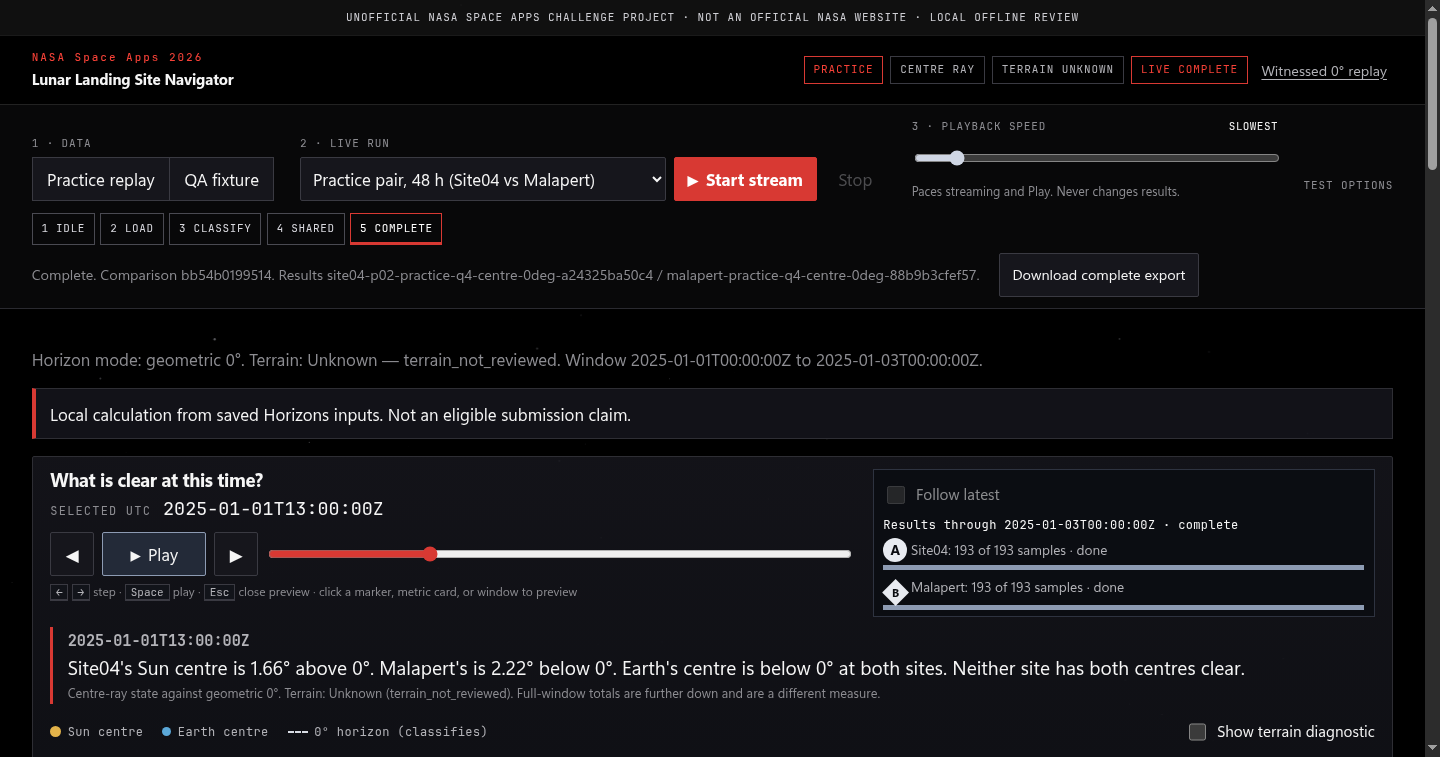 UNOFFICIAL NASA SPACE APPS CHALLENGE PROJECT · NOT AN OFFICIAL NASA WEBSITE · LOCAL OFFLINE REVIEW
NASA Space Apps 2026
Lunar Landing Site Navigator
PRACTICE
CENTRE RAY
TERRAIN UNKNOWN
LIVE COMPLETE
Witnessed 0° replay
1 · DATA
Practice replay
QA fixture
2 · LIVE RUN
Practice pair, 48 h (Site04 vs Malapert)
▶ Start stream
Stop
3 · PLAYBACK SPEED
SLOWEST
Paces streaming and Play. Never changes results.
TEST OPTIONS
1 IDLE
2 LOAD
3 CLASSIFY
4 SHARED
5 COMPLETE
Complete. Comparison bb54b0199514. Results site04-p02-practice-q4-centre-0deg-a24325ba50c4 / malapert-practice-q4-centre-0deg-88b9b3cfef57.
Download complete export
Horizon mode: geometric 0°. Terrain: Unknown — terrain_not_reviewed. Window 2025-01-01T00:00:00Z to 2025-01-03T00:00:00Z.
Local calculation from saved Horizons inputs. Not an eligible submission claim.
What is clear at this time?
SELECTED UTC 2025-01-01T13:00:00Z
◀
▶ Play
▶
← → step · Space play · Esc close preview · click a marker, metric card, or window to preview
Follow latest
Results through 2025-01-03T00:00:00Z · complete
A Site04: 193 of 193 samples · done
B Malapert: 193 of 193 samples · done
2025-01-01T13:00:00Z
Site04's Sun centre is 1.66° above 0°. Malapert's is 2.22° below 0°. Earth's centre is below 0° at both sites. Neither site has both centres clear.
Centre-ray state against geometric 0°. Terrain: Unknown (terrain_not_reviewed). Full-window totals are further down and are a different measure.
Sun centre
Earth centre
0° horizon (classifies)
Show terrain diagnostic